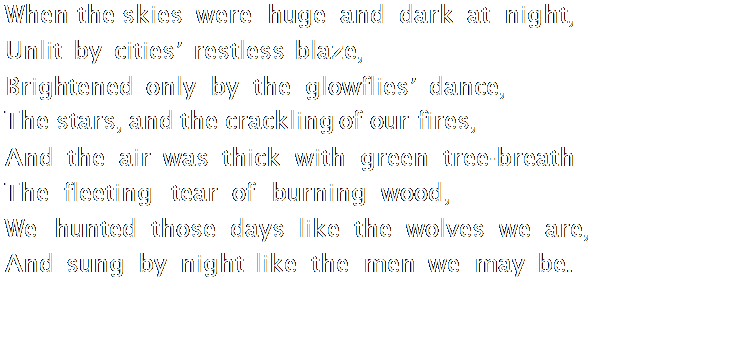 When the skies were huge and dark at night,
Unlit by cities’ restless blaze,
Brightened only by the glowflies’ dance,
The stars, and the crackling of our fires,
And the air was thick with green tree-breath
The fleeting tear of burning wood,
We hunted those days like the wolves we are,
And sung by night like the men we may be.